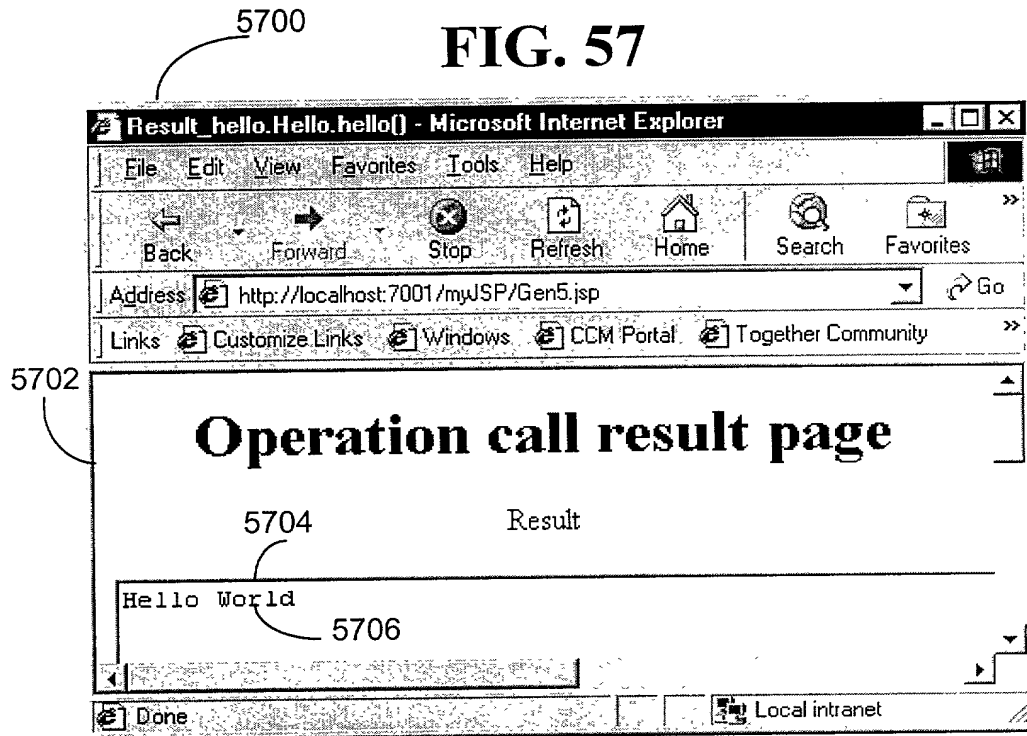 5700
FIG. 57
Result_hello.Hello.hello() - Microsoft Internet Explorer
File Edit View Favorites Tools Help
Back Forward Stop Refresh Home Search Favorites »
Address http://localhost:7001/myJSP/Gen5.jsp Go
Links Customize Links Windows CCM Portal Together Community »
5702
Operation call result page
5704
Result
Hello World
5706
Done Local intranet